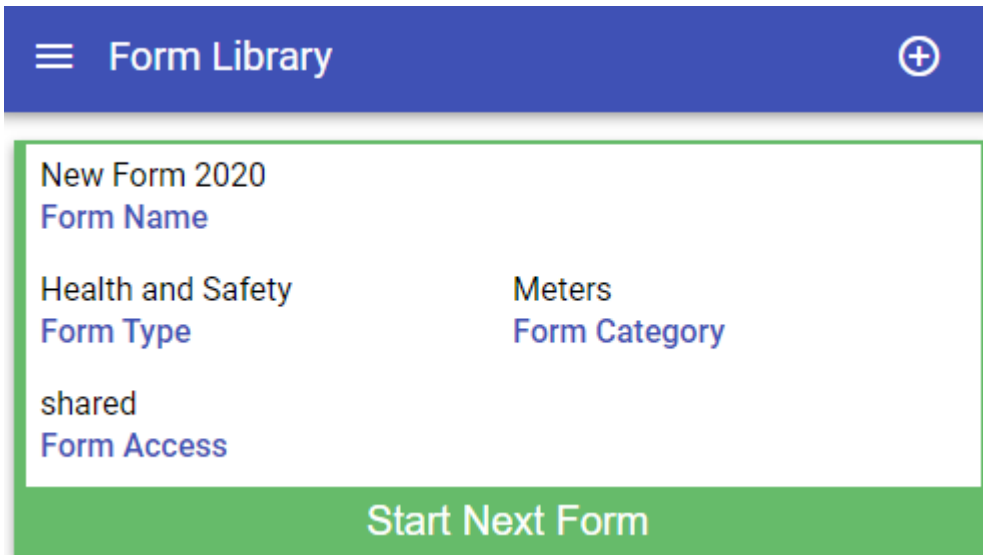 Form Library
New Form 2020
Form Name
Health and Safety
Form Type
Meters
Form Category
shared
Form Access
Start Next Form